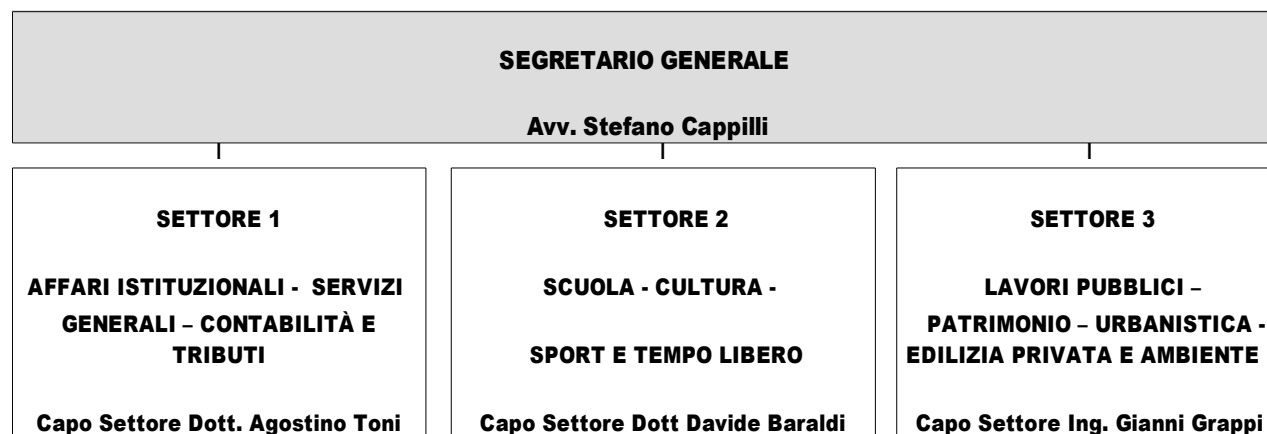 SEGRETARIO GENERALE
Avv. Stefano Cappilli
SETTORE 1
AFFARI ISTITUZIONALI - SERVIZI
GENERALI – CONTABILITÀ E
TRIBUTI
Capo Settore Dott. Agostino Toni
SETTORE 2
SCUOLA - CULTURA -
SPORT E TEMPO LIBERO
Capo Settore Dott Davide Baraldi
SETTORE 3
LAVORI PUBBLICI –
PATRIMONIO – URBANISTICA -
EDILIZIA PRIVATA E AMBIENTE
Capo Settore Ing. Gianni Grappi